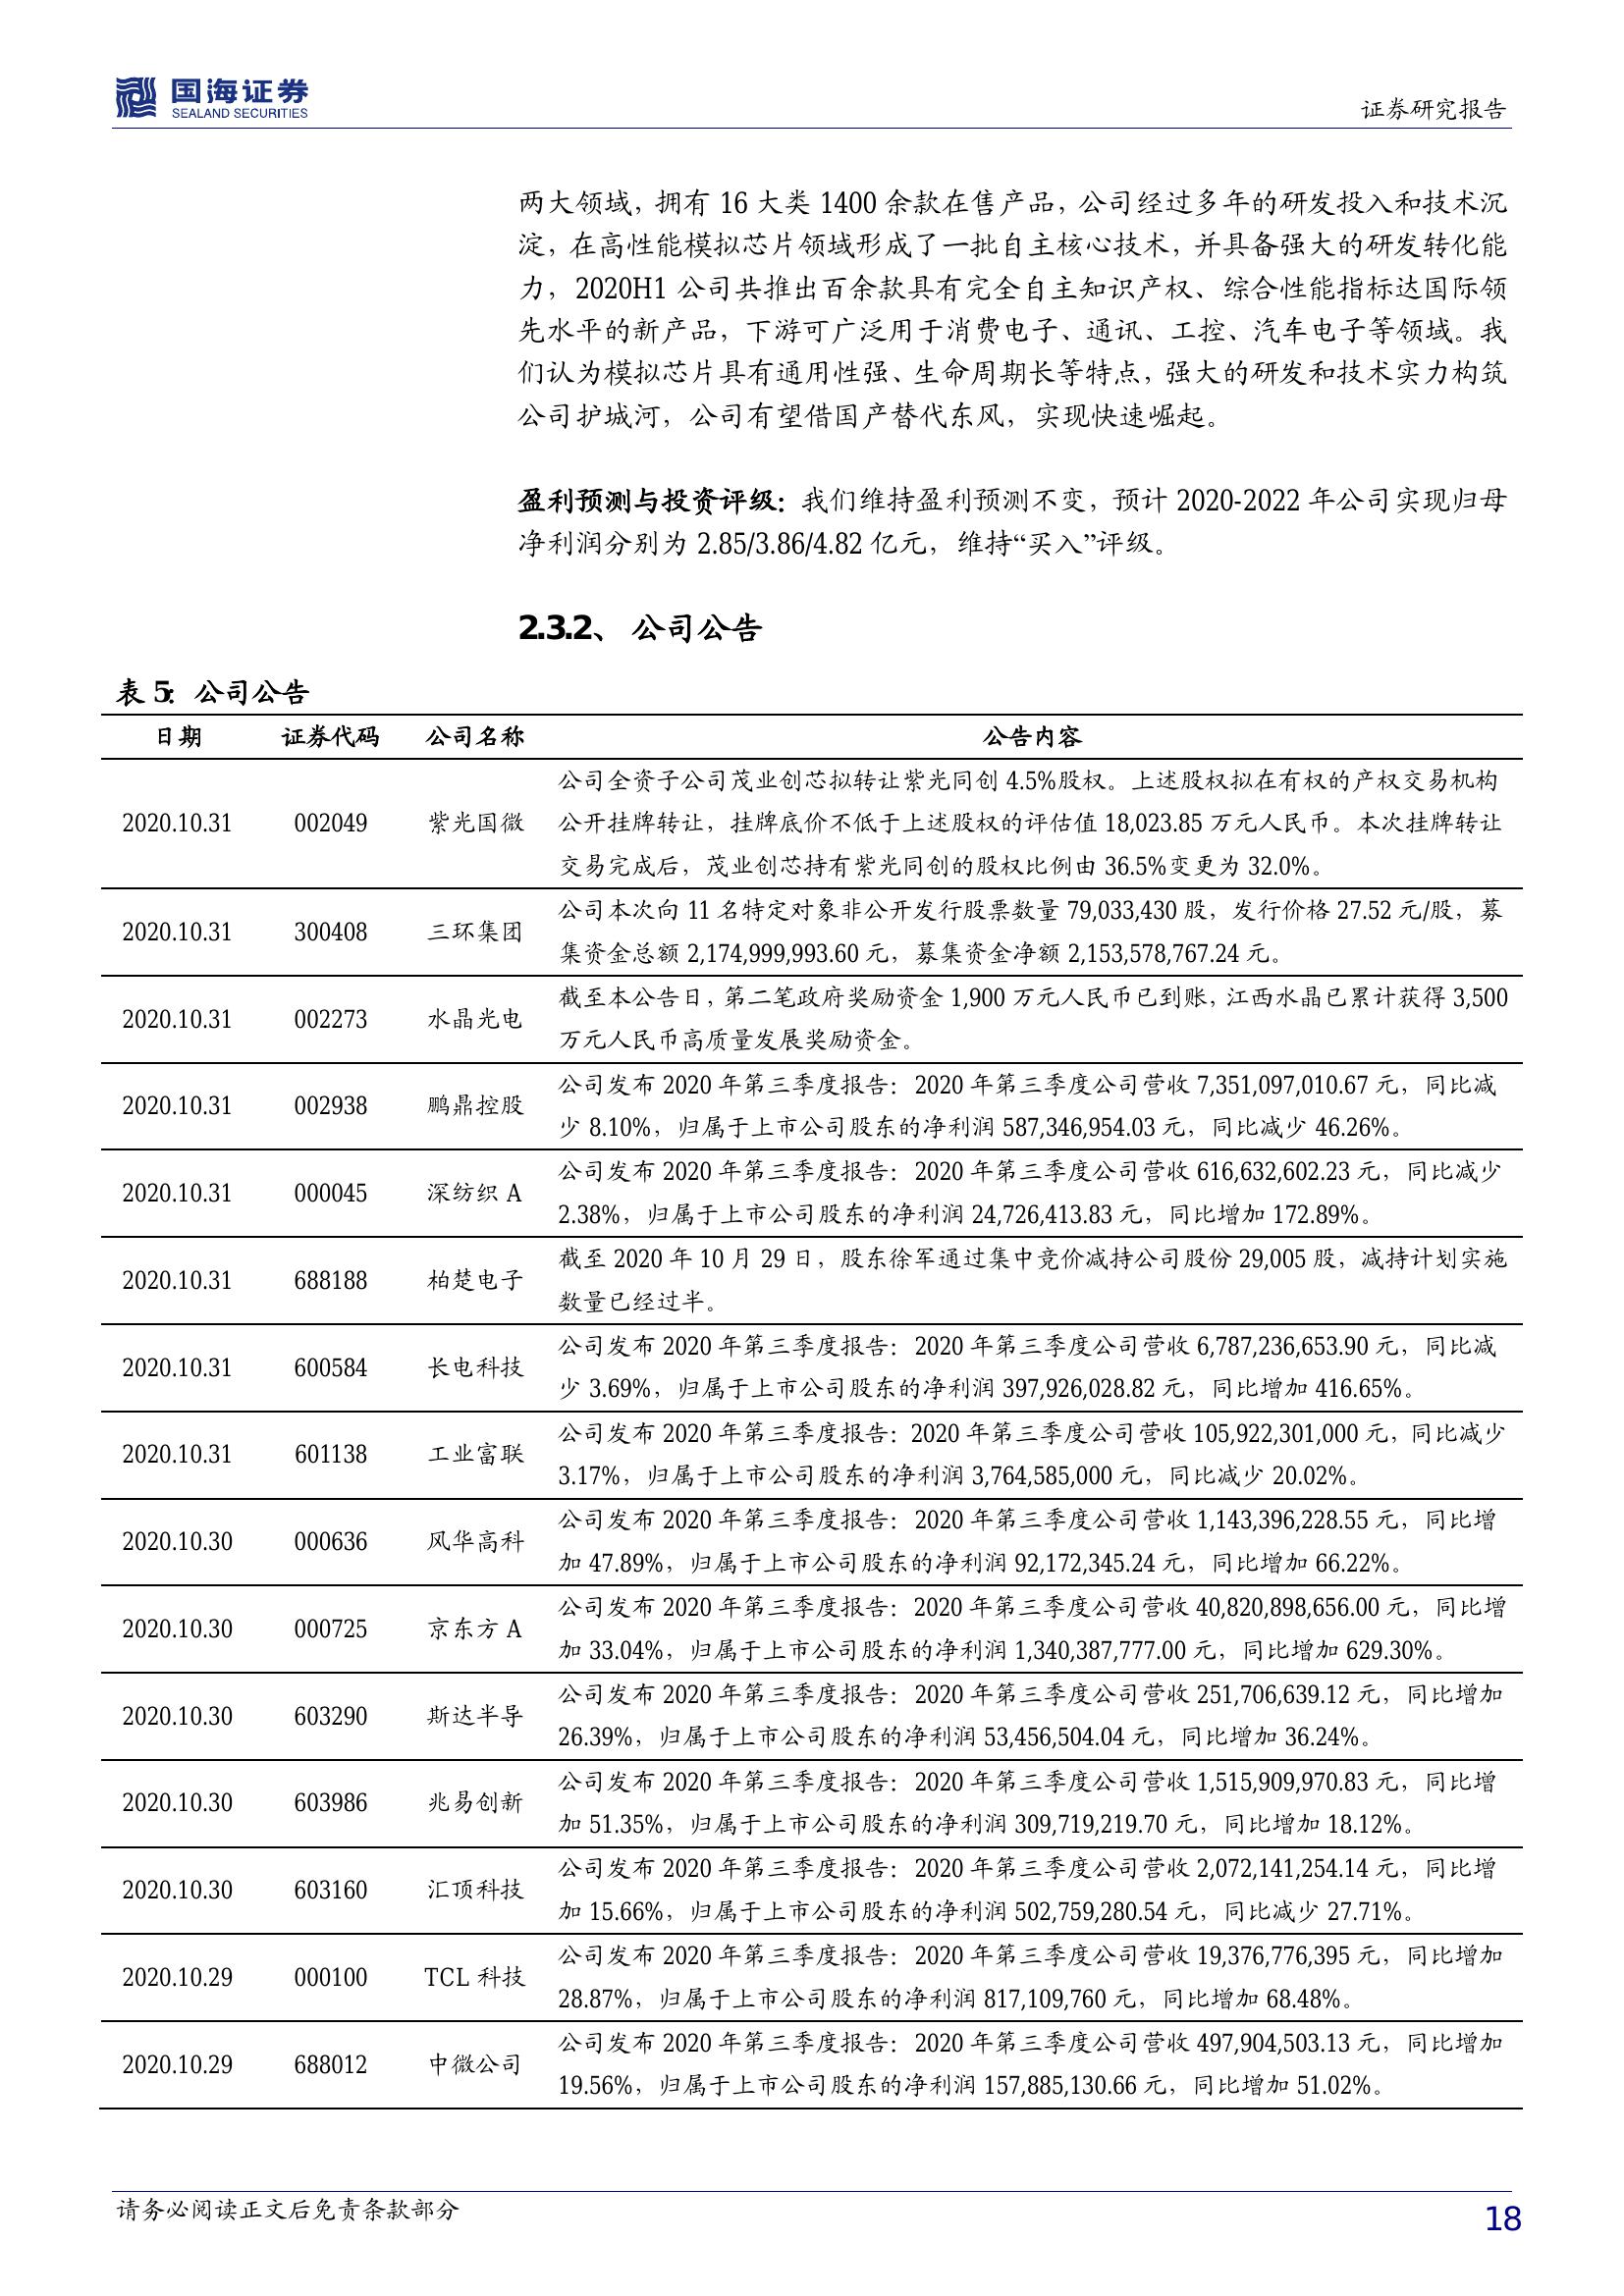 国海证券
SEALAND SECURITIES
证券研究报告
两大领域，拥有 16 大类 1400 余款在售产品，公司经过多年的研发投入和技术沉
淀，在高性能模拟芯片领域形成了一批自主核心技术，并具备强大的研发转化能
力，2020H1 公司共推出百余款具有完全自主知识产权、综合性能指标达国际领
先水平的新产品，下游可广泛用于消费电子、通讯、工控、汽车电子等领域。我
们认为模拟芯片具有通用性强、生命周期长等特点，强大的研发和技术实力构筑
公司护城河，公司有望借国产替代东风，实现快速崛起。
盈利预测与投资评级：我们维持盈利预测不变，预计 2020-2022 年公司实现归母
净利润分别为 2.85/3.86/4.82 亿元，维持“买入”评级。
2.3.2、 公司公告
表 5：公司公告
日期 证券代码 公司名称 公告内容
公司全资子公司茂业创芯拟转让紫光同创 4.5%股权。上述股权拟在有权的产权交易机构
2020.10.31 002049 紫光国微 公开挂牌转让，挂牌底价不低于上述股权的评估值 18,023.85 万元人民币。本次挂牌转让
交易完成后，茂业创芯持有紫光同创的股权比例由 36.5%变更为 32.0%。
2020.10.31 300408 三环集团 公司本次向 11 名特定对象非公开发行股票数量 79,033,430 股，发行价格 27.52 元/股，募
集资金总额 2,174,999,993.60 元，募集资金净额 2,153,578,767.24 元。
2020.10.31 002273 水晶光电 截至本公告日，第二笔政府奖励资金 1,900 万元人民币已到账，江西水晶已累计获得 3,500
万元人民币高质量发展奖励资金。
2020.10.31 002938 鹏鼎控股 公司发布 2020 年第三季度报告：2020 年第三季度公司营收 7,351,097,010.67 元，同比减
少 8.10%，归属于上市公司股东的净利润 587,346,954.03 元，同比减少 46.26%。
2020.10.31 000045 深纺织 A 公司发布 2020 年第三季度报告：2020 年第三季度公司营收 616,632,602.23 元，同比减少
2.38%，归属于上市公司股东的净利润 24,726,413.83 元，同比增加 172.89%。
2020.10.31 688188 柏楚电子 截至 2020 年 10 月 29 日，股东徐军通过集中竞价减持公司股份 29,005 股，减持计划实施
数量已经过半。
2020.10.31 600584 长电科技 公司发布 2020 年第三季度报告：2020 年第三季度公司营收 6,787,236,653.90 元，同比减
少 3.69%，归属于上市公司股东的净利润 397,926,028.82 元，同比增加 416.65%。
2020.10.31 601138 工业富联 公司发布 2020 年第三季度报告：2020 年第三季度公司营收 105,922,301,000 元，同比减少
3.17%，归属于上市公司股东的净利润 3,764,585,000 元，同比减少 20.02%。
2020.10.30 000636 风华高科 公司发布 2020 年第三季度报告：2020 年第三季度公司营收 1,143,396,228.55 元，同比增
加 47.89%，归属于上市公司股东的净利润 92,172,345.24 元，同比增加 66.22%。
2020.10.30 000725 京东方 A 公司发布 2020 年第三季度报告：2020 年第三季度公司营收 40,820,898,656.00 元，同比增
加 33.04%，归属于上市公司股东的净利润 1,340,387,777.00 元，同比增加 629.30%。
2020.10.30 603290 斯达半导 公司发布 2020 年第三季度报告：2020 年第三季度公司营收 251,706,639.12 元，同比增加
26.39%，归属于上市公司股东的净利润 53,456,504.04 元，同比增加 36.24%。
2020.10.30 603986 兆易创新 公司发布 2020 年第三季度报告：2020 年第三季度公司营收 1,515,909,970.83 元，同比增
加 51.35%，归属于上市公司股东的净利润 309,719,219.70 元，同比增加 18.12%。
2020.10.30 603160 汇顶科技 公司发布 2020 年第三季度报告：2020 年第三季度公司营收 2,072,141,254.14 元，同比增
加 15.66%，归属于上市公司股东的净利润 502,759,280.54 元，同比减少 27.71%。
2020.10.29 000100 TCL 科技 公司发布 2020 年第三季度报告：2020 年第三季度公司营收 19,376,776,395 元，同比增加
28.87%，归属于上市公司股东的净利润 817,109,760 元，同比增加 68.48%。
2020.10.29 688012 中微公司 公司发布 2020 年第三季度报告：2020 年第三季度公司营收 497,904,503.13 元，同比增加
19.56%，归属于上市公司股东的净利润 157,885,130.66 元，同比增加 51.02%。
请务必阅读正文后免责条款部分
18